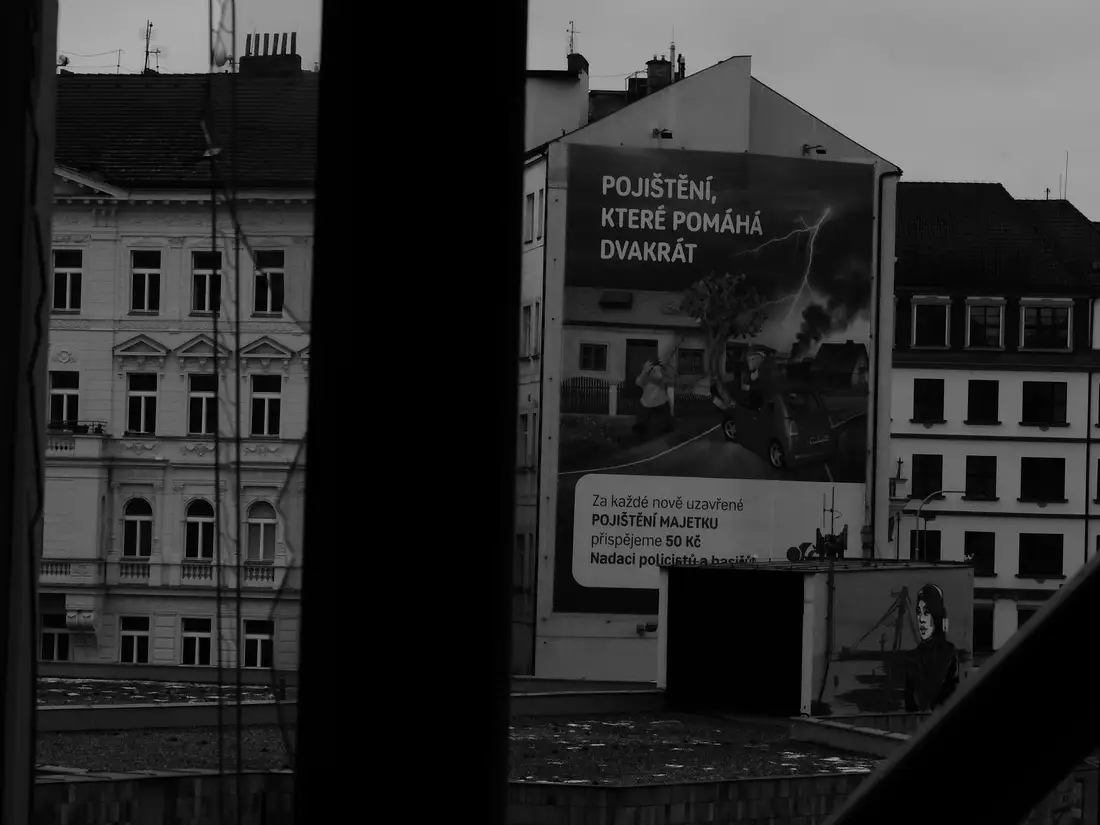 POJIŠTĚNÍ,
KTERÉ POMÁHÁ
DVAKRÁT
Za každé nově uzavřené
POJIŠTĚNÍ MAJETKU
přispějeme 50 Kč
Nadaci policistů a hasičů